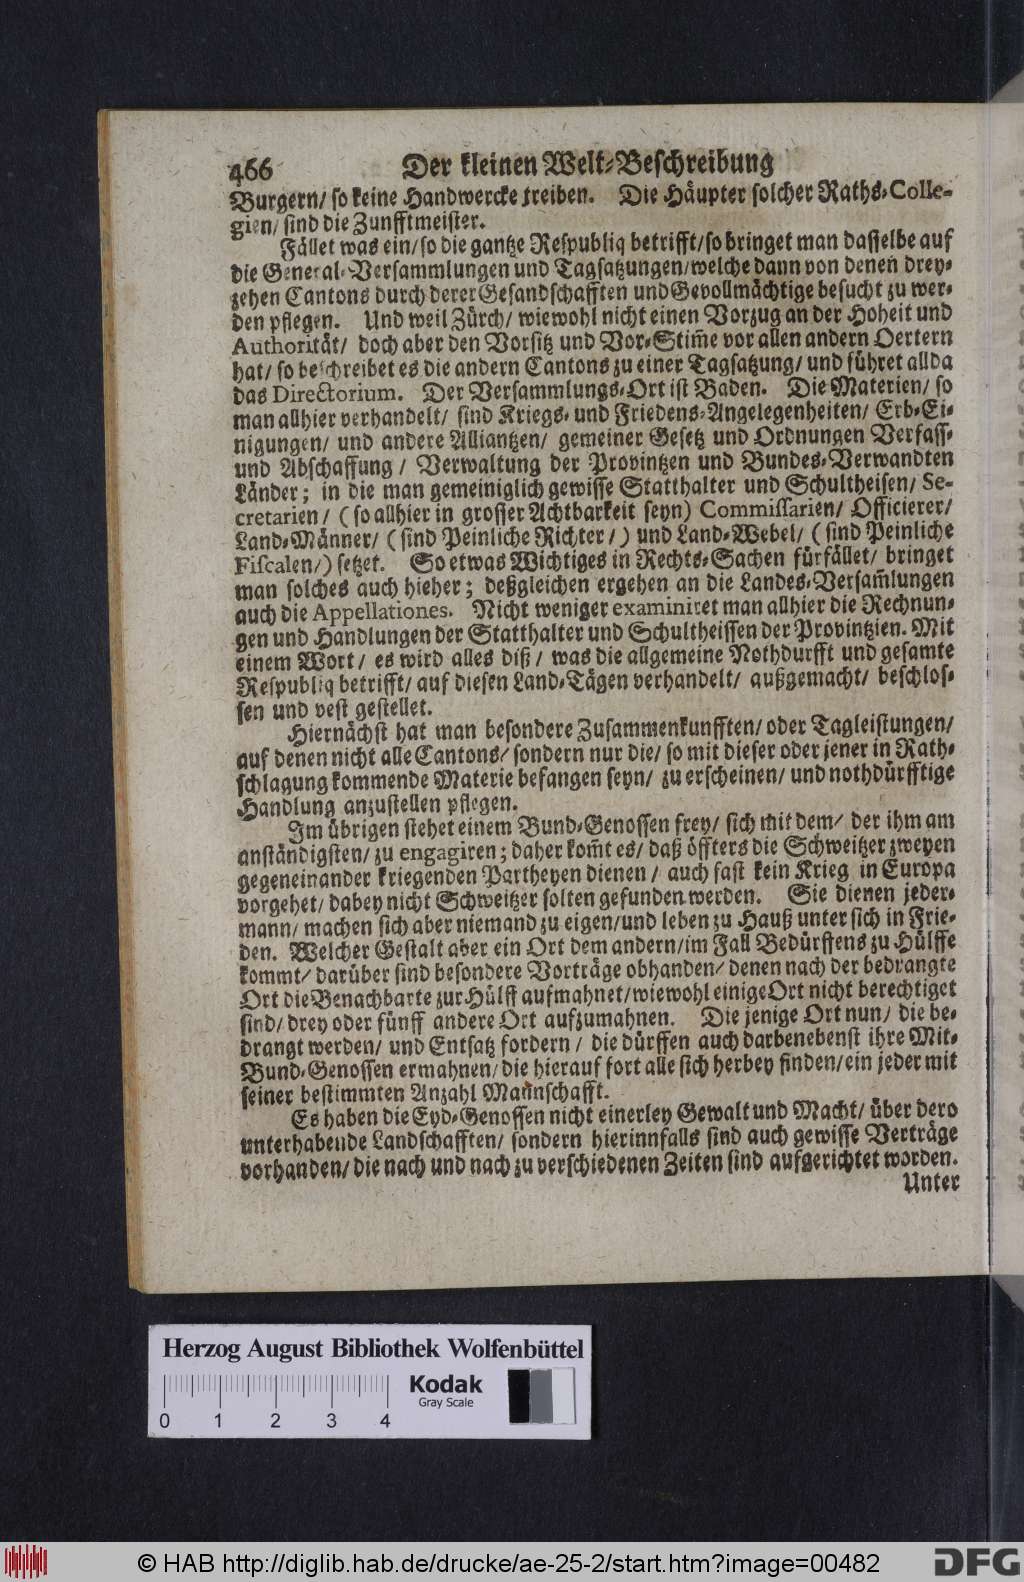 466 Der kleinen Welt-Beschreibung
Burgern/ so keine Handwercke treiben. Die Häupter solcher Raths-Colle-
gien/ sind die Zunfftmeister.
Fället was ein/ so die gantze Respubliq betrifft/ so bringet man dasselbe auf
die General-Versammlungen und Tagsatzungen/ welche dann von denen drey-
zehen Cantons durch derer Gesandschafften und Gevollmächtige besucht zu wer-
den pflegen. Und weil Zürch/ wiewohl nicht einen Vorzug an der Hoheit und
Authorität/ doch aber den Vorsitz und Vor-Stim̃e vor allen andern Oertern
hat/ so beschreibet es die andern Cantons zu einer Tagsatzung/ und führet allda
das Directorium. Der Versammlungs-Ort ist Baden. Die Materien/ so
man allhier verhandelt/ sind Kriegs- und Friedens-Angelegenheiten/ Erb-Ei-
nigungen/ und andere Alliantzen/ gemeiner Gesetz und Ordnungen Verfass-
und Abschaffung/ Verwaltung der Provintzen und Bundes-Verwandten
Länder; in die man gemeiniglich gewisse Statthalter und Schultheisen/ Se-
cretarien/ (so allhier in grosser Achtbarkeit seyn) Commissarien/ Officierer/
Land-Männer/ (sind Peinliche Richter/) und Land-Webel/ (sind Peinliche
Fiscalen/) setzet. So etwas Wichtiges in Rechts-Sachen fürfället/ bringet
man solches auch hieher; deßgleichen ergehen an die Landes-Versam̃lungen
auch die Appellationes. Nicht weniger examiniret man allhier die Rechnun-
gen und Handlungen der Statthalter und Schultheissen der Provintzien. Mit
einem Wort/ es wird alles diß/ was die allgemeine Nothdurfft und gesamte
Respubliq betrifft/ auf diesen Land-Tägen verhandelt/ außgemacht/ beschlos-
sen und vest gestellet.
Hiernächst hat man besondere Zusammenkunfften/ oder Tagleistungen/
auf denen nicht alle Cantons/ sondern nur die/ so mit dieser oder jener in Rath-
schlagung kommende Materie befangen seyn/ zu erscheinen/ und nothdürfftige
Handlung anzustellen pflegen.
Im übrigen stehet einem Bund-Genossen frey/ sich mit dem/ der ihm am
anständigsten/ zu engagiren; daher kom̃t es/ daß öffters die Schweitzer zweyen
gegeneinander kriegenden Partheyen dienen/ auch fast kein Krieg in Europa
vorgehet/ dabey nicht Schweitzer solten gefunden werden. Sie dienen jeder-
mann/ machen sich aber niemand zu eigen/ und leben zu Hauß unter sich in Frie-
den. Welcher Gestalt aber ein Ort dem andern/ im Fall Bedürffens zu Hülffe
kommt/ darüber sind besondere Vorträge obhanden/ denen nach der bedrangte
Ort die Benachbarte zur Hülff aufmahnet/ wiewohl einige Ort nicht berechtiget
sind/ drey oder fünff andere Ort aufzumahnen. Die jenige Ort nun/ die be-
drangt werden/ und Entsatz fordern/ die dürffen auch darbenebenst ihre Mit-
Bund-Genossen ermahnen/ die hierauf fort alle sich herbey finden/ ein jeder mit
seiner bestimmten Anzahl Mannschafft.
Es haben die Eyd-Genossen nicht einerley Gewalt und Macht/ über dero
unterhabende Landschafften/ sondern hierinnfalls sind auch gewisse Verträge
vorhanden/ die nach und nach zu verschiedenen Zeiten sind aufgerichtet worden.
Unter
Herzog August Bibliothek Wolfenbüttel
Kodak
Gray Scale
0 1 2 3 4
© HAB http://diglib.hab.de/drucke/ae-25-2/start.htm?image=00482
DFG